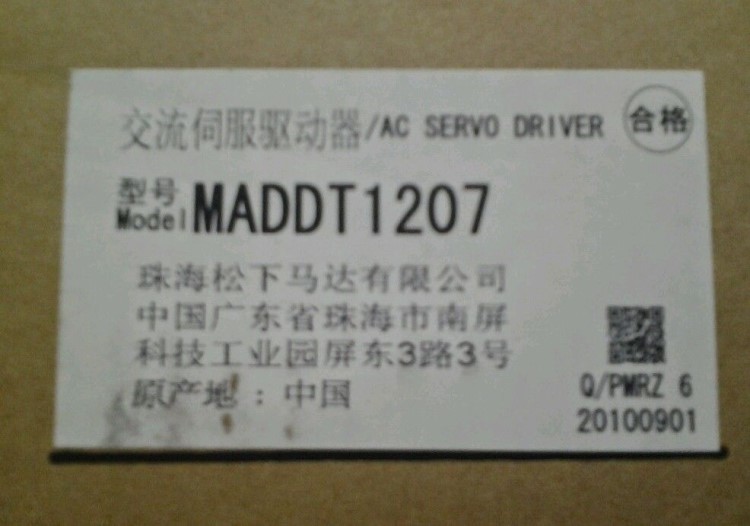 交流伺服驱动器/AC SERVO DRIVER
合格
型号
Model MADDT1207
珠海松下马达有限公司
中国广东省珠海市南屏
科技工业园屏东3路3号
原产地：中国
Q/PMRZ 6
20100901